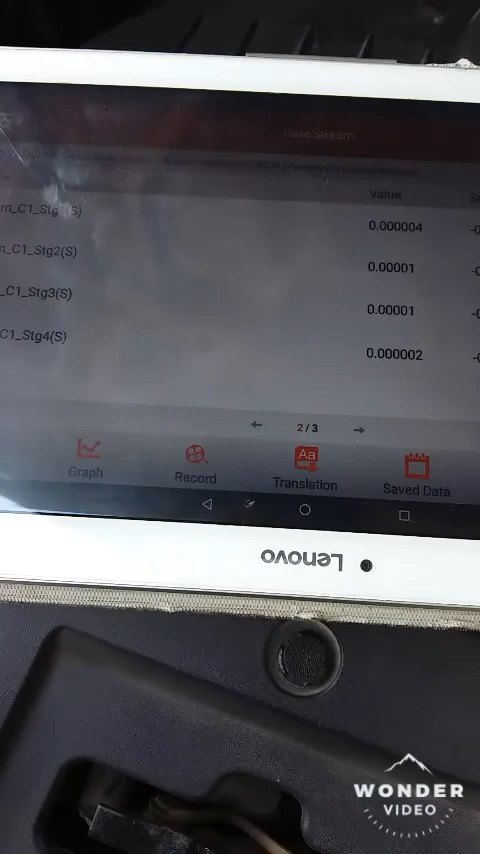 Data Stream
Value
rn_C1_Stg1(S)
0.000004
n_C1_Stg2(S)
0.00001
_C1_Stg3(S)
0.00001
C1_Stg4(S)
0.000002
2 / 3
Graph
Record
Aa
Translation
Saved Data
Lenovo
WONDER
VIDEO